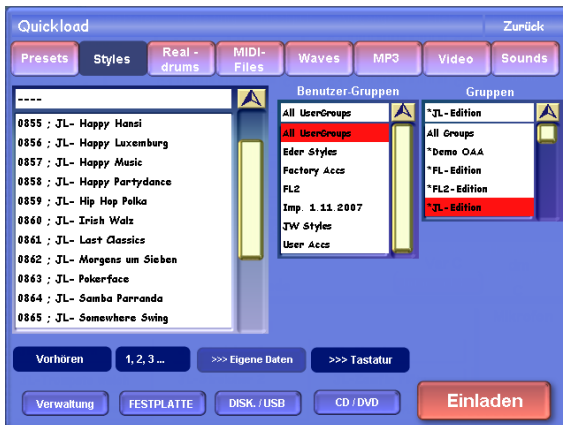 Quickload
Zurück
Presets
Styles
Real -
drums
MIDI-
Files
Waves
MP3
Video
Sounds
----
0855 ; JL- Happy Hansi
0856 ; JL- Happy Luxemburg
0857 ; JL- Happy Music
0858 ; JL- Happy Partydance
0859 ; JL- Hip Hop Polka
0860 ; JL- Irish Walz
0861 ; JL- Last Classics
0862 ; JL- Morgens um Sieben
0863 ; JL- Pokerface
0864 ; JL- Samba Parranda
0865 ; JL- Somewhere Swing
Benutzer-Gruppen
All UserGroups
All UserGroups
Eder Styles
Factory Accs
FL2
Imp. 1.11.2007
JW Styles
User Accs
Gruppen
*JL-Edition
All Groups
*Demo OAA
*FL-Edition
*FL2-Edition
*JL-Edition
Vorhören
1, 2, 3 ...
>>> Eigene Daten
>>> Tastatur
Verwaltung
FESTPLATTE
DISK. / USB
CD / DVD
Einladen